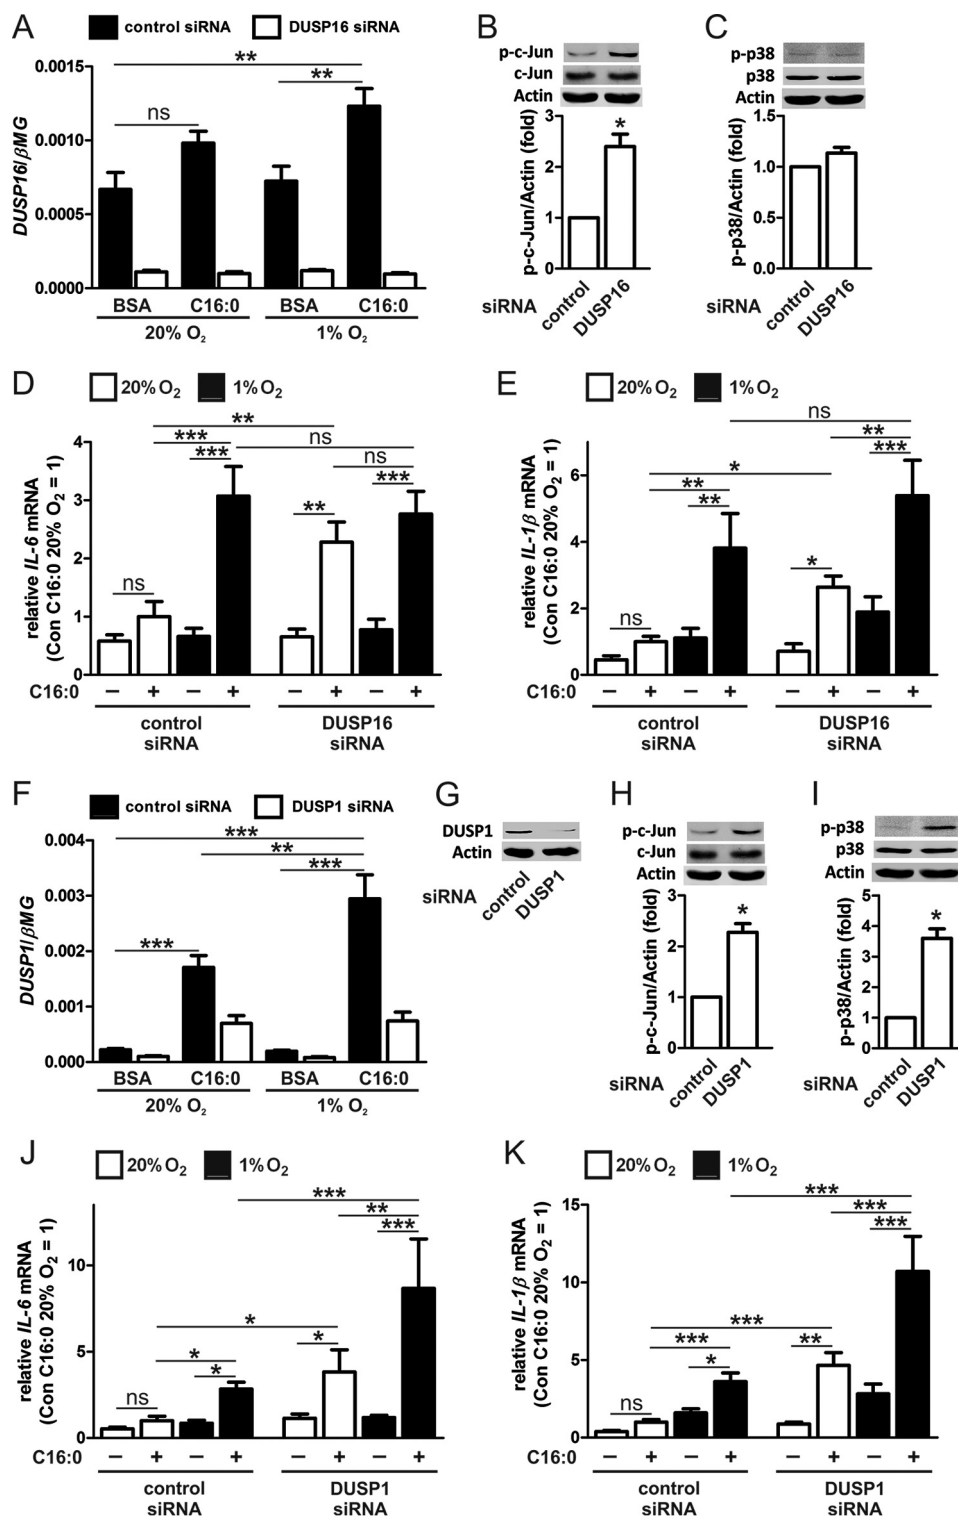 A
control siRNA
DUSP16 siRNA
DUSP16/βMG
0.0015
0.0010
0.0005
0.0000
**
**
ns
BSA C16:0 BSA C16:0
20% O2 1% O2
B
p-c-Jun
c-Jun
Actin
p-c-Jun/Actin (fold)
3
2
1
0
*
siRNA control DUSP16
C
p-p38
p38
Actin
p-p38/Actin (fold)
1.5
1.0
0.5
0.0
siRNA control DUSP16
D
20% O2 1% O2
relative IL-6 mRNA
(Con C16:0 20% O2 = 1)
4
3
2
1
0
**
*** ns
*** ns
***
**
ns
C16:0 – + – + – + – +
control DUSP16
siRNA siRNA
E
20% O2 1% O2
relative IL-1β mRNA
(Con C16:0 20% O2 = 1)
6
4
2
0
ns
**
***
*
**
**
*
ns
C16:0 – + – + – + – +
control DUSP16
siRNA siRNA
F
control siRNA DUSP1 siRNA
DUSP1/βMG
0.004
0.003
0.002
0.001
0.000
***
**
***
***
BSA C16:0 BSA C16:0
20% O2 1% O2
G
DUSP1
Actin
siRNA control DUSP1
H
p-c-Jun
c-Jun
Actin
p-c-Jun/Actin (fold)
3
2
1
0
*
siRNA control DUSP1
I
p-p38
p38
Actin
p-p38/Actin (fold)
5
4
3
2
1
0
*
siRNA control DUSP1
J
20% O2 1% O2
relative IL-6 mRNA
(Con C16:0 20% O2 = 1)
10
5
0
***
**
***
*
*
*
*
ns
C16:0 – + – + – + – +
control DUSP1
siRNA siRNA
K
20% O2 1% O2
relative IL-1β mRNA
(Con C16:0 20% O2 = 1)
15
10
5
0
***
***
***
***
***
**
*
ns
C16:0 – + – + – + – +
control DUSP1
siRNA siRNA